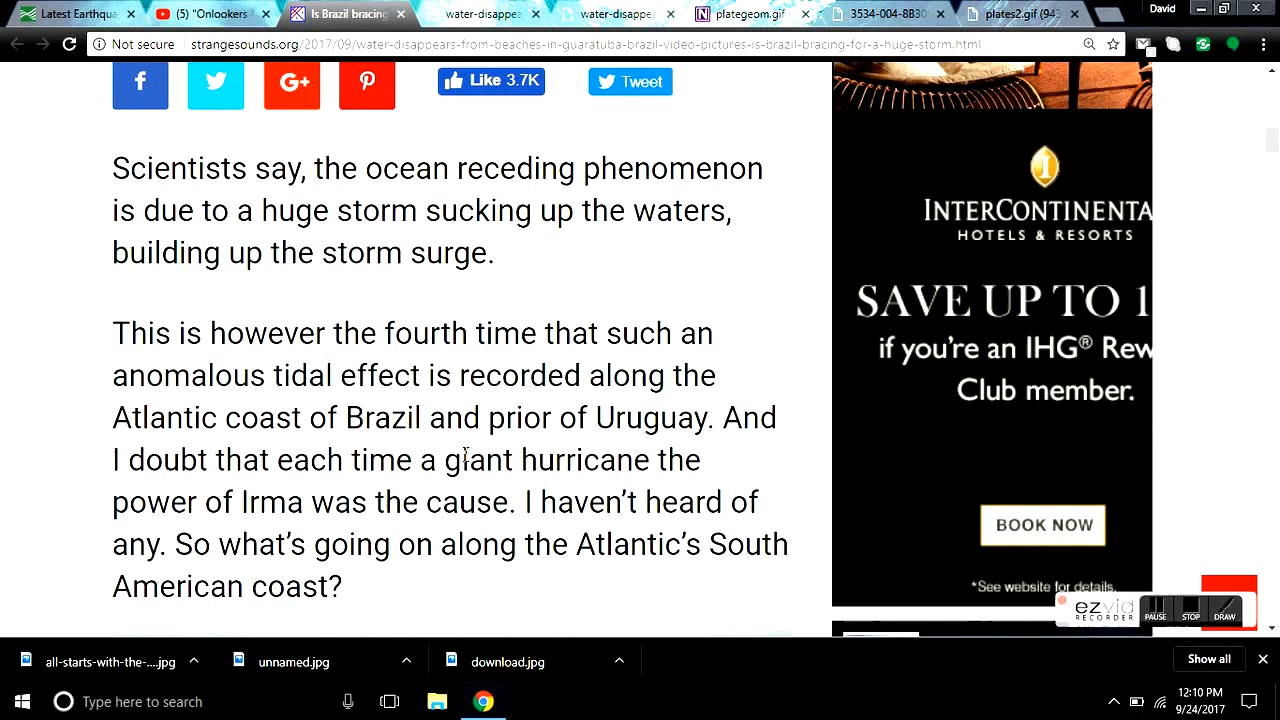 Latest Earthqua
(5) "Onlookers
Is Brazil bracing
water-disappea
water-disappe
plategeom.gif
3534-004-8B30
plates2.gif (943
David
Not secure
strangesounds.org/2017/09/water-disappears-from-beaches-in-guaratuba-brazil-video-pictures-is-brazil-bracing-for-a-huge-storm.html
Like 3.7K
Tweet
Scientists say, the ocean receding phenomenon
is due to a huge storm sucking up the waters,
building up the storm surge.
This is however the fourth time that such an
anomalous tidal effect is recorded along the
Atlantic coast of Brazil and prior of Uruguay. And
I doubt that each time a giant hurricane the
power of Irma was the cause. I haven't heard of
any. So what's going on along the Atlantic's South
American coast?
INTERCONTINENTA
HOTELS & RESORTS
SAVE UP TO 1
if you're an IHG® Rew
Club member.
BOOK NOW
*See website for details.
ezvid
RECORDER
PAUSE
STOP
DRAW
all-starts-with-the-....jpg
unnamed.jpg
download.jpg
Show all
Type here to search
12:10 PM
9/24/2017